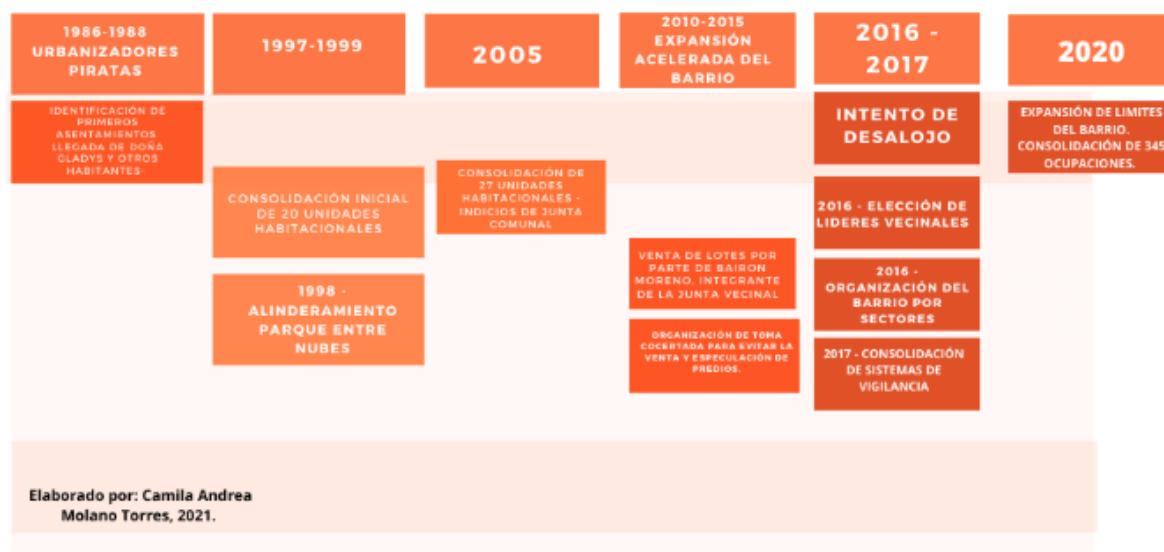 1986-1988
URBANIZADORES
PIRATAS
IDENTIFICACIÓN DE
PRIMEROS
ASENTAMIENTOS.
LLEGADA DE DOÑA
GLADYS Y OTROS
HABITANTES-
1997-1999
CONSOLIDACIÓN INICIAL
DE 20 UNIDADES
HABITACIONALES
1998 -
ALINDERAMIENTO
PARQUE ENTRE
NUBES
2005
CONSOLIDACIÓN DE
27 UNIDADES
HABITACIONALES -
INDICIOS DE JUNTA
COMUNAL
2010-2015
EXPANSIÓN
ACELERADA DEL
BARRIO
VENTA DE LOTES POR
PARTE DE BAIRON
MORENO, INTEGRANTE
DE LA JUNTA VECINAL
ORGANIZACIÓN DE TOMA
COCERTADA PARA EVITAR LA
VENTA Y ESPECULACIÓN DE
PREDIOS.
2016 -
2017
INTENTO DE
DESALOJO
2016 - ELECCIÓN DE
LIDERES VECINALES
2016 -
ORGANIZACIÓN DEL
BARRIO POR
SECTORES
2017 - CONSOLIDACIÓN
DE SISTEMAS DE
VIGILANCIA
2020
EXPANSIÓN DE LIMITES
DEL BARRIO.
CONSOLIDACIÓN DE 345
OCUPACIONES.
Elaborado por: Camila Andrea
Molano Torres, 2021.